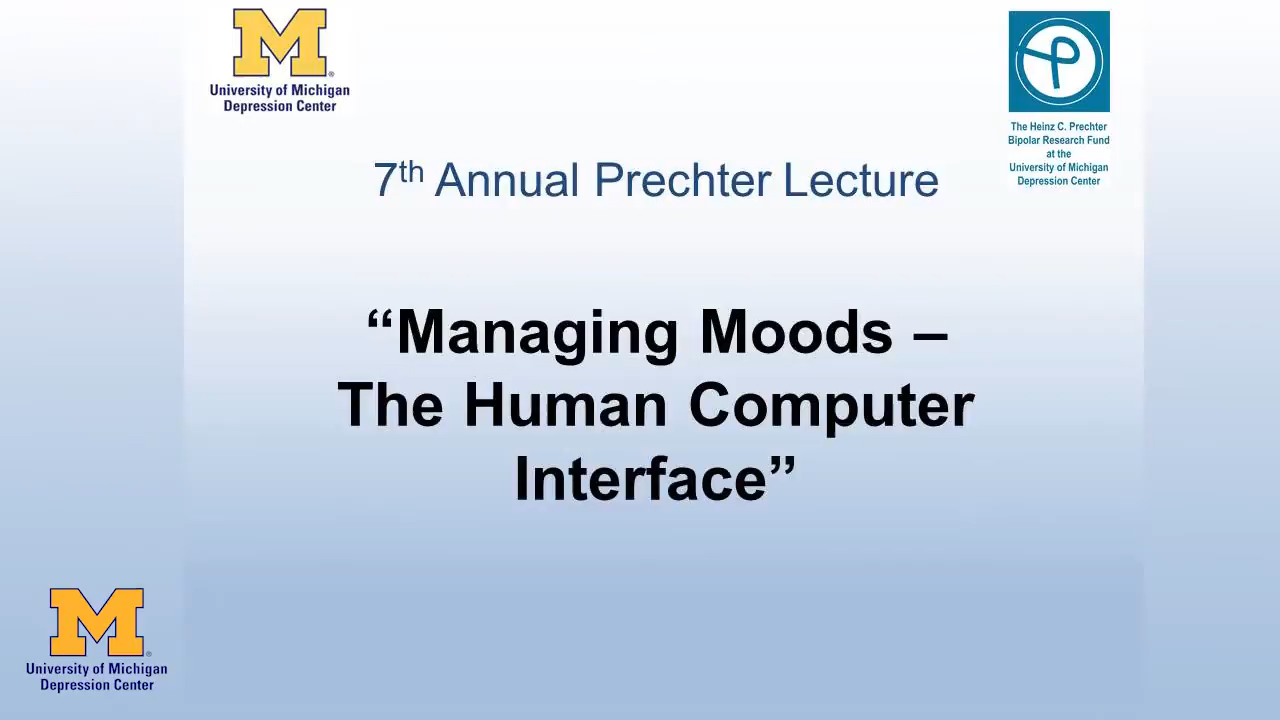 M
University of Michigan
Depression Center
The Heinz C. Prechter
Bipolar Research Fund
at the
University of Michigan
Depression Center
7th Annual Prechter Lecture
“Managing Moods –
The Human Computer
Interface”
M
University of Michigan
Depression Center